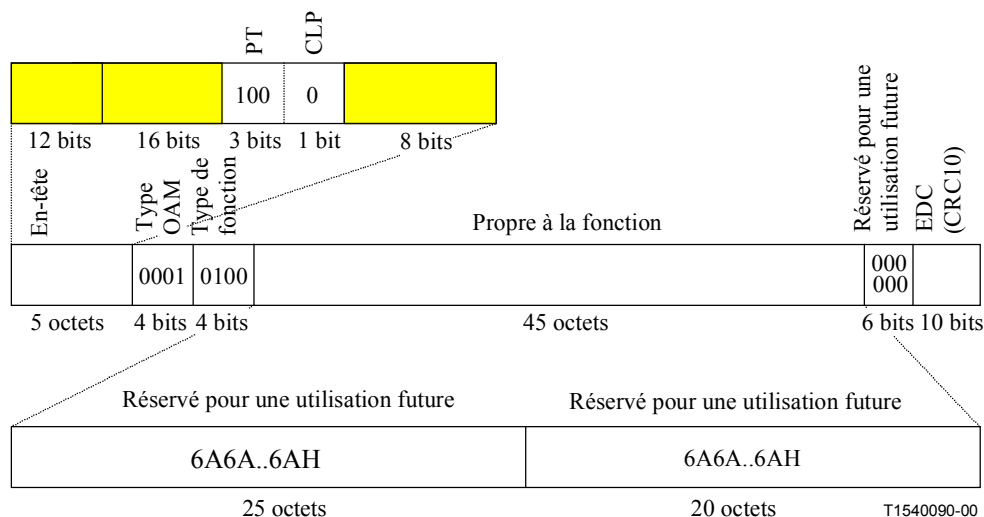 PT
CLP
100
0
12 bits
16 bits
3 bits
1 bit
8 bits
En-tête
Type
OAM
Type de
fonction
Propre à la fonction
Réservé pour une
utilisation future
EDC
(CRC10)
0001
0100
000
000
5 octets
4 bits
4 bits
45 octets
6 bits
10 bits
Réservé pour une utilisation future
Réservé pour une utilisation future
6A6A..6AH
6A6A..6AH
25 octets
20 octets
T1540090-00